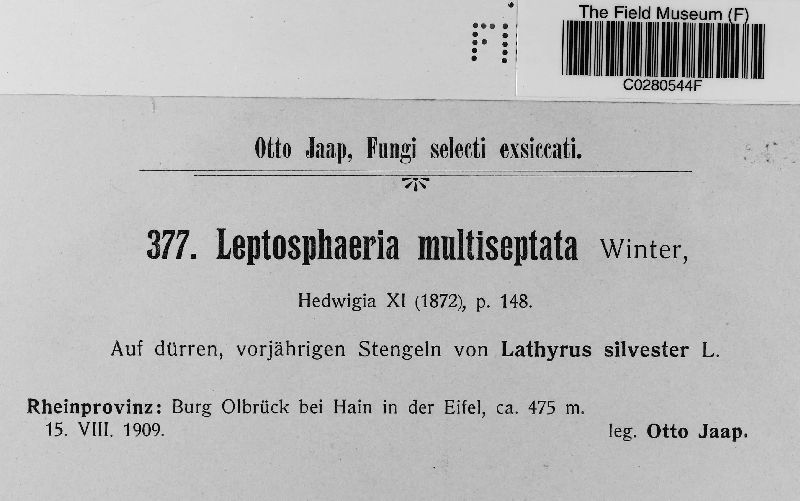 The Field Museum (F)
C0280544F
Otto Jaap, Fungi selecti exsiccati.
377. Leptosphaeria multiseptata Winter,
Hedwigia XI (1872), p. 148.
Auf dürren, vorjährigen Stengeln von Lathyrus silvester L.
Rheinprovinz: Burg Olbrück bei Hain in der Eifel, ca. 475 m.
15. VIII. 1909. leg. Otto Jaap.